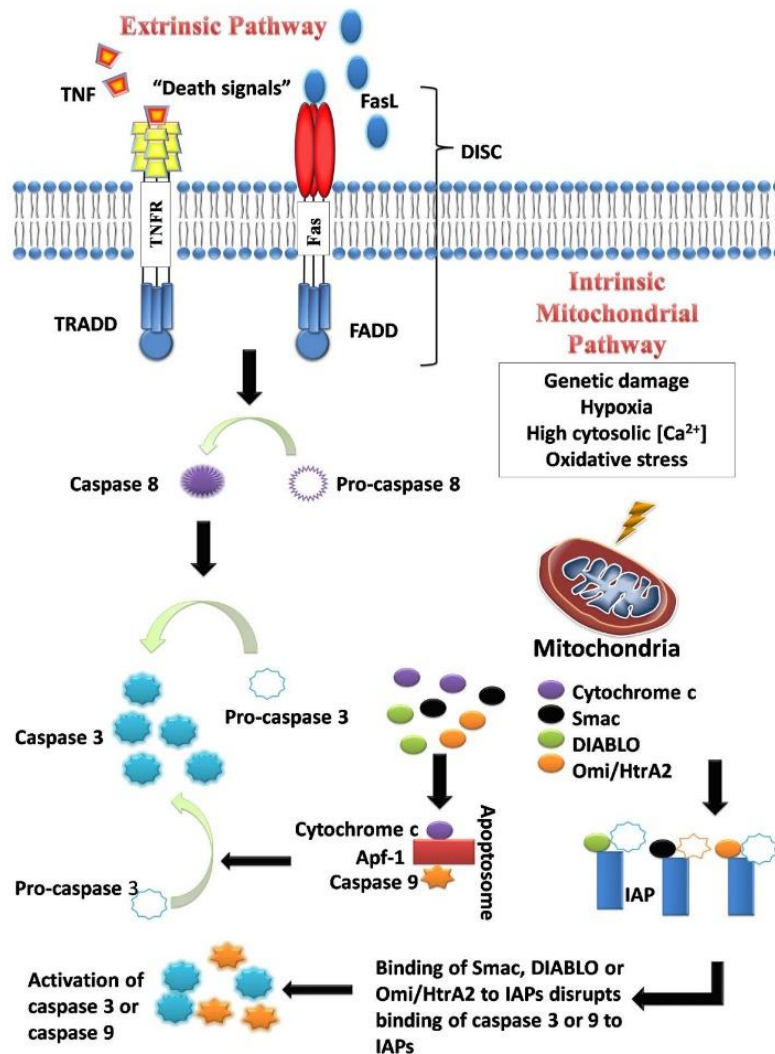 Extrinsic Pathway
TNF
“Death signals”
FasL
DISC
TNFR
Fas
TRADD
FADD
Intrinsic
Mitochondrial
Pathway
Genetic damage
Hypoxia
High cytosolic [Ca²⁺]
Oxidative stress
Caspase 8
Pro-caspase 8
Mitochondria
Pro-caspase 3
Caspase 3
Cytochrome c
Smac
DIABLO
Omi/HtrA2
Cytochrome c
Apf-1
Caspase 9
Apoptosome
Pro-caspase 3
IAP
Activation of
caspase 3 or
caspase 9
Binding of Smac, DIABLO or
Omi/HtrA2 to IAPs disrupts
binding of caspase 3 or 9 to
IAPs